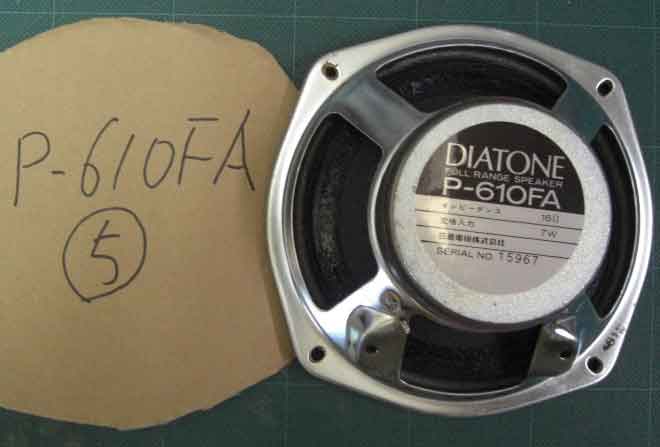 P-610FA
5
DIATONE
FULL RANGE SPEAKER
P-610FA
インピーダンス 16Ω
定格入力 7W
三菱電機株式会社
SERIAL NO. 15967